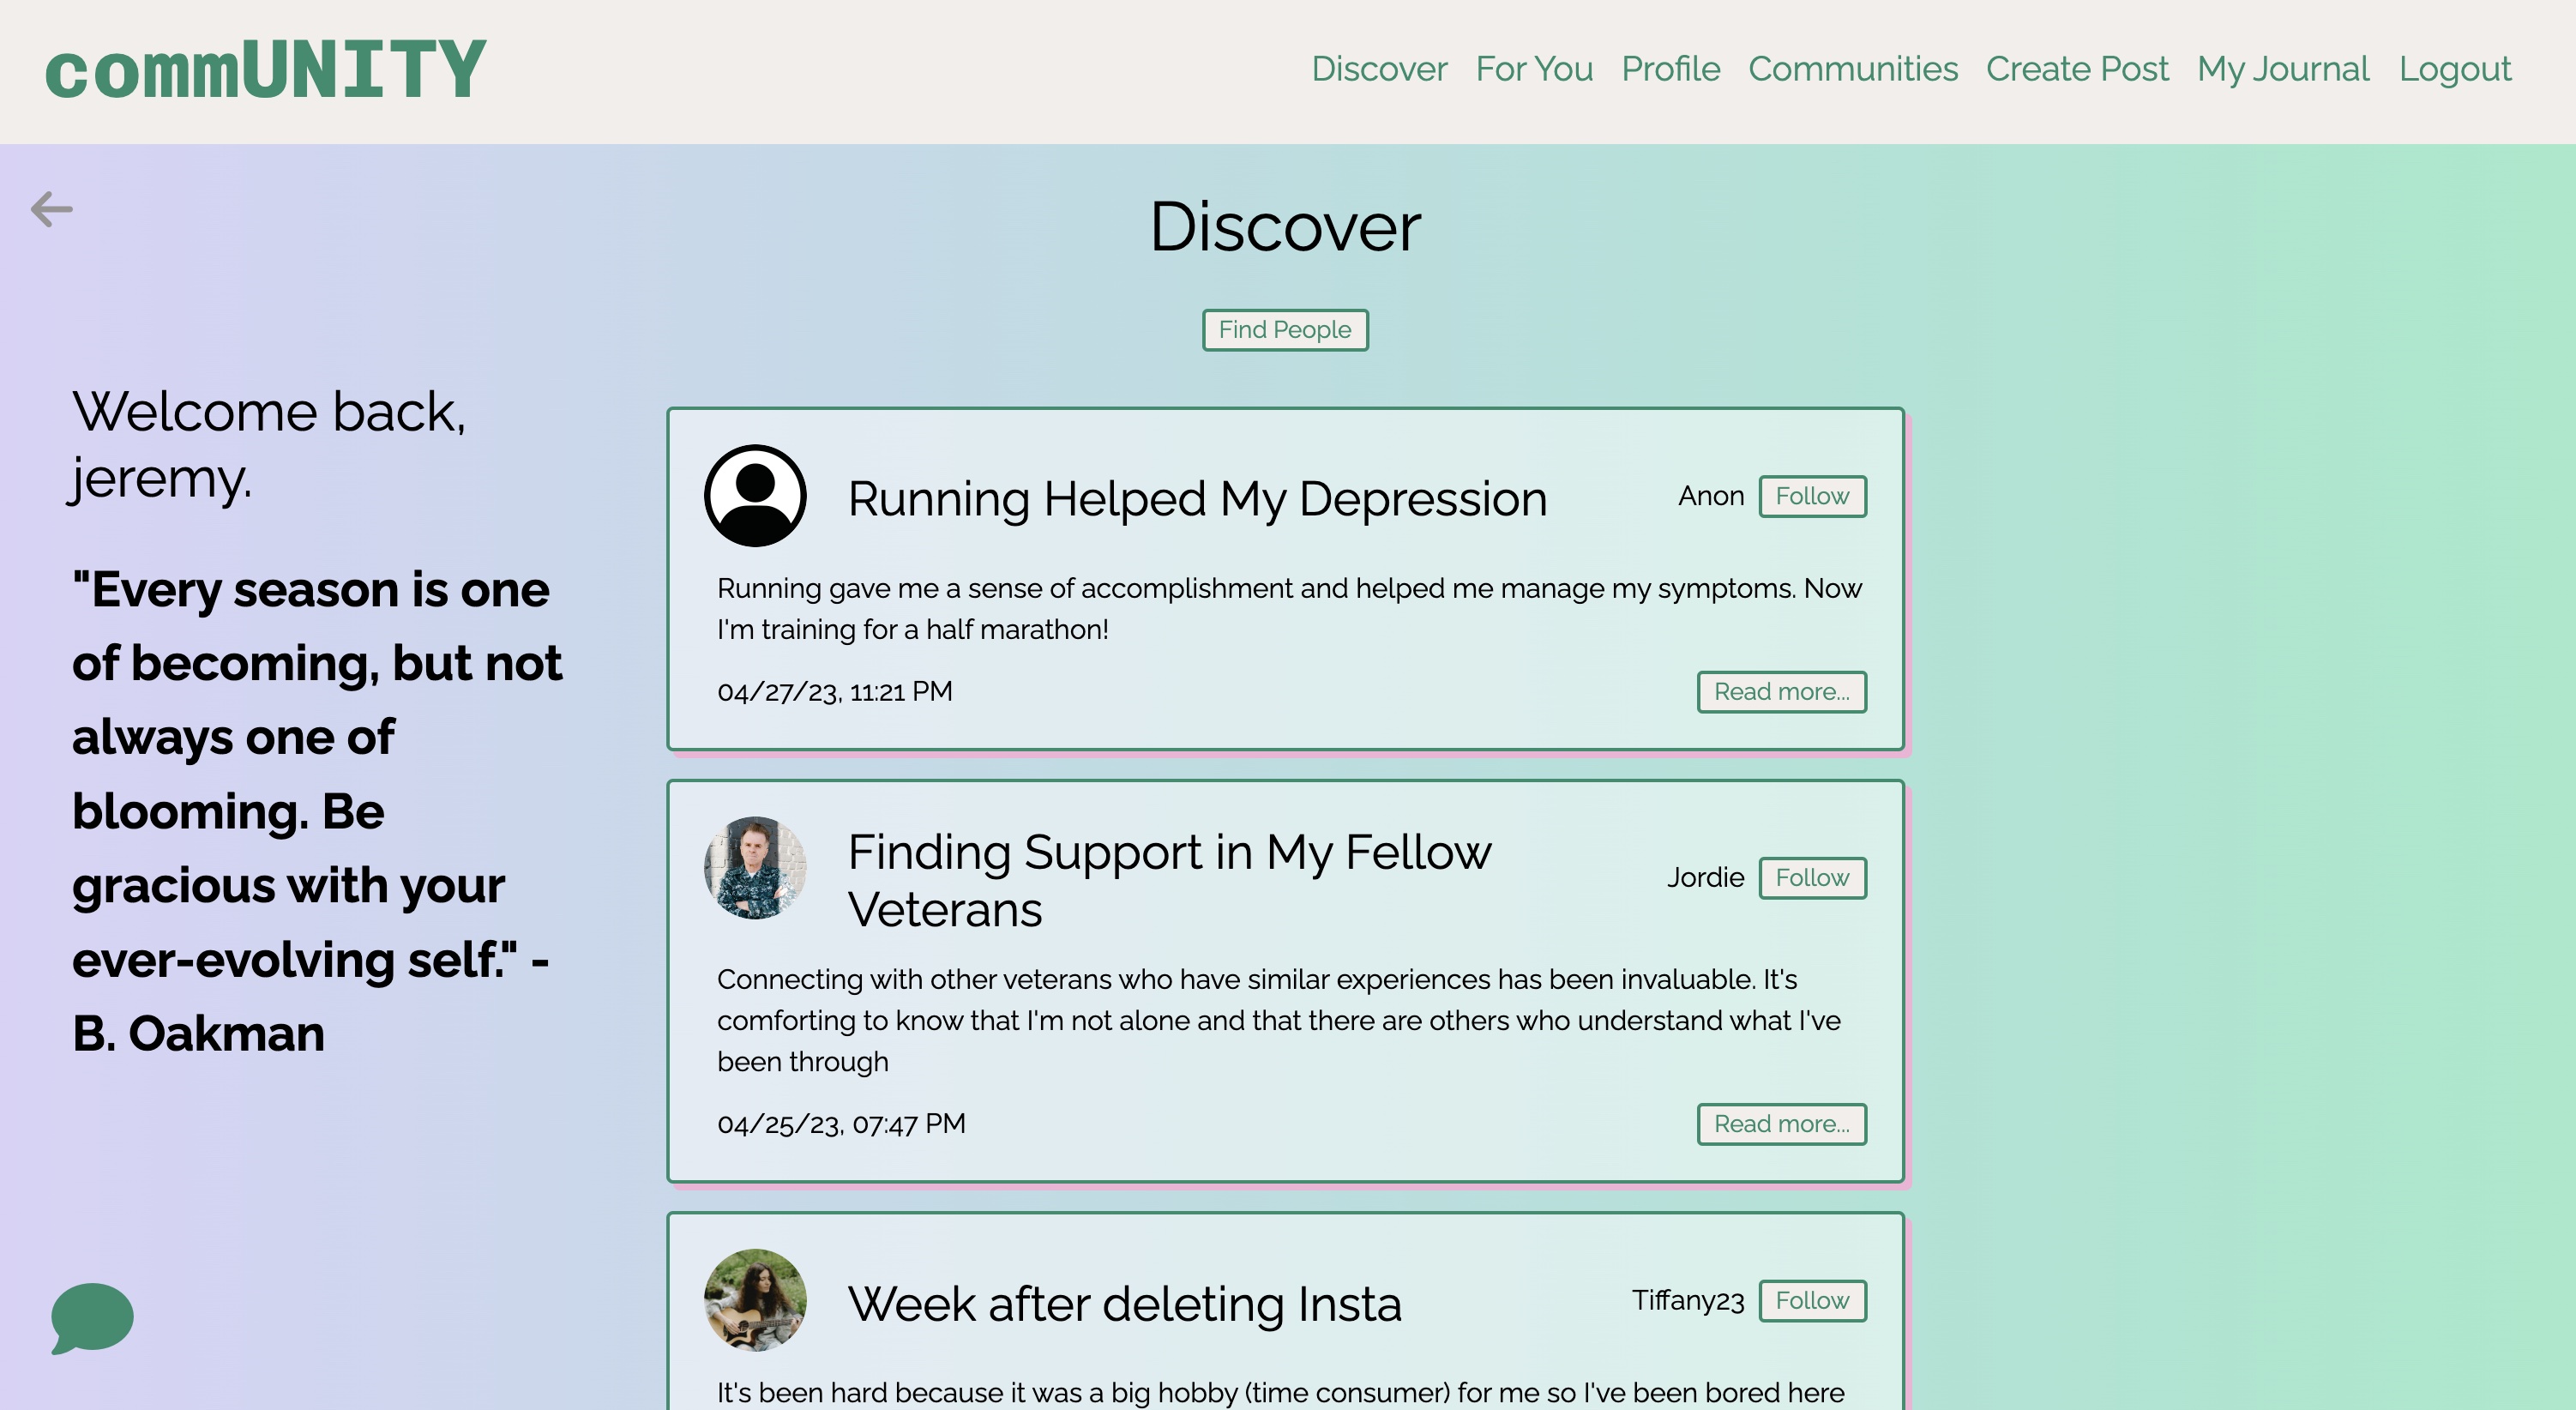 commUNITY
Discover For You Profile Communities Create Post My Journal Logout
Discover
Find People
Welcome back,
jeremy.
"Every season is one
of becoming, but not
always one of
blooming. Be
gracious with your
ever-evolving self." -
B. Oakman
Running Helped My Depression
Anon Follow
Running gave me a sense of accomplishment and helped me manage my symptoms. Now
I'm training for a half marathon!
04/27/23, 11:21 PM
Read more...
Finding Support in My Fellow
Veterans
Jordie Follow
Connecting with other veterans who have similar experiences has been invaluable. It's
comforting to know that I'm not alone and that there are others who understand what I've
been through
04/25/23, 07:47 PM
Read more...
Week after deleting Insta
Tiffany23 Follow
It's been hard because it was a big hobby (time consumer) for me so I've been bored here